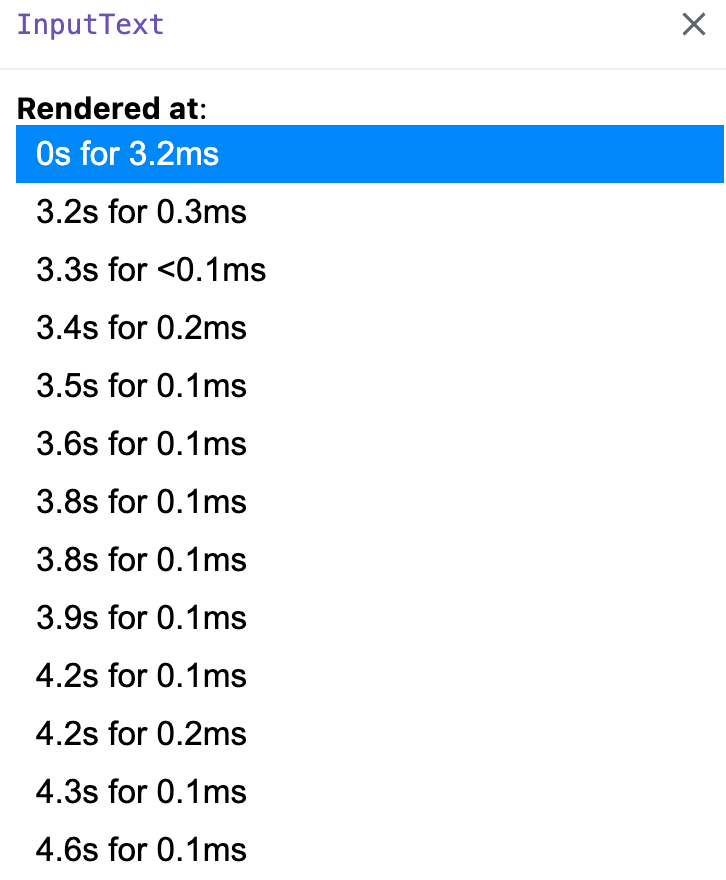 InputText
Rendered at:
0s for 3.2ms
3.2s for 0.3ms
3.3s for <0.1ms
3.4s for 0.2ms
3.5s for 0.1ms
3.6s for 0.1ms
3.8s for 0.1ms
3.8s for 0.1ms
3.9s for 0.1ms
4.2s for 0.1ms
4.2s for 0.2ms
4.3s for 0.1ms
4.6s for 0.1ms